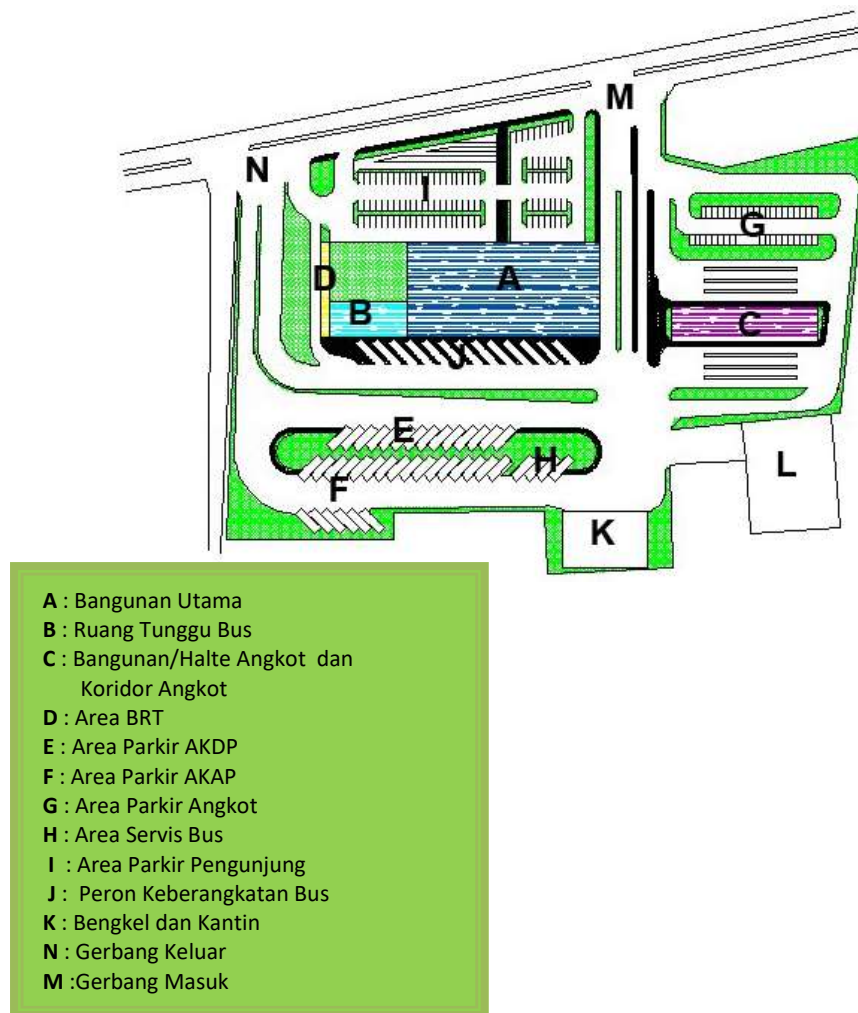 M
N
I
G
D
A
B
C
J
E
H
F
L
K
A : Bangunan Utama
B : Ruang Tunggu Bus
C : Bangunan/Halte Angkot dan
Koridor Angkot
D : Area BRT
E : Area Parkir AKDP
F : Area Parkir AKAP
G : Area Parkir Angkot
H : Area Servis Bus
I : Area Parkir Pengunjung
J : Peron Keberangkatan Bus
K : Bengkel dan Kantin
N : Gerbang Keluar
M :Gerbang Masuk